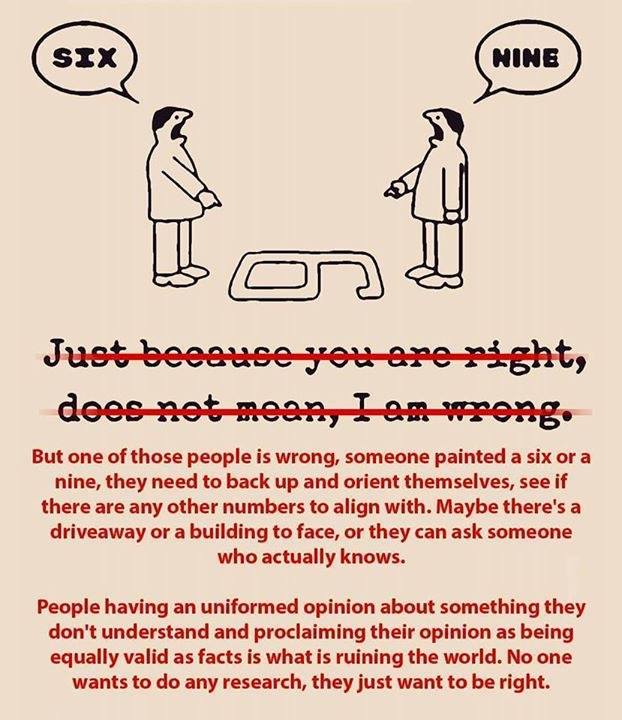 SIX
NINE
Just because you are right,
does not mean, I am wrong.
But one of those people is wrong, someone painted a six or a
nine, they need to back up and orient themselves, see if
there are any other numbers to align with. Maybe there's a
driveaway or a building to face, or they can ask someone
who actually knows.
People having an uniformed opinion about something they
don't understand and proclaiming their opinion as being
equally valid as facts is what is ruining the world. No one
wants to do any research, they just want to be right.